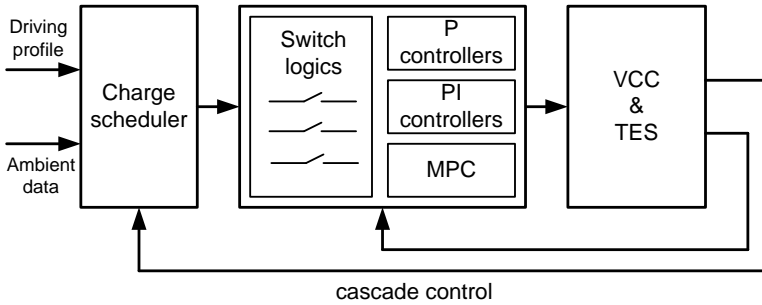 Driving
profile
Ambient
data
Charge
scheduler
Switch
logics
P
controllers
PI
controllers
MPC
VCC
&
TES
cascade control